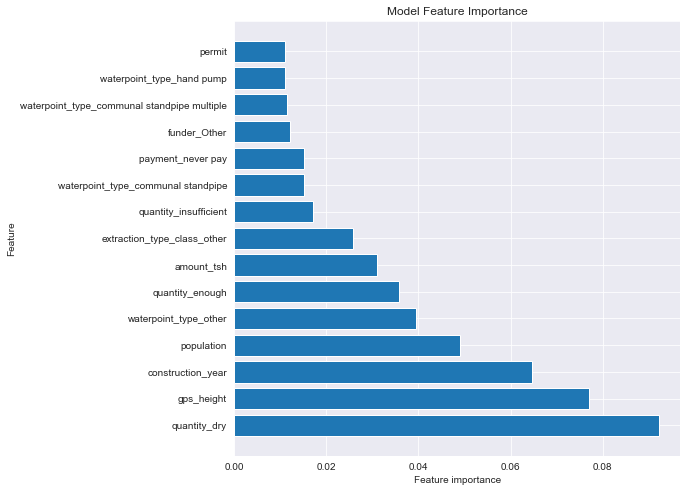 Model Feature Importance
permit
waterpoint_type_hand pump
waterpoint_type_communal standpipe multiple
funder_Other
payment_never pay
waterpoint_type_communal standpipe
quantity_insufficient
extraction_type_class_other
amount_tsh
quantity_enough
waterpoint_type_other
population
construction_year
gps_height
quantity_dry
Feature
0.00 0.02 0.04 0.06 0.08
Feature importance